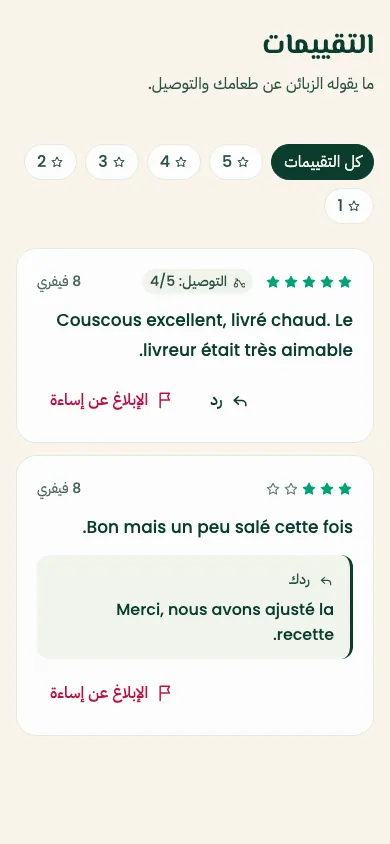 التقييمات
ما يقوله الزبائن عن طعامك والتوصيل.
كل التقييمات
5
4
3
2
1
التوصيل: 4/5
8 فيفري
Couscous excellent, livré chaud. Le
livreur était très aimable.
رد
الإبلاغ عن إساءة
8 فيفري
Bon mais un peu salé cette fois.
ردك
Merci, nous avons ajusté la
recette.
الإبلاغ عن إساءة